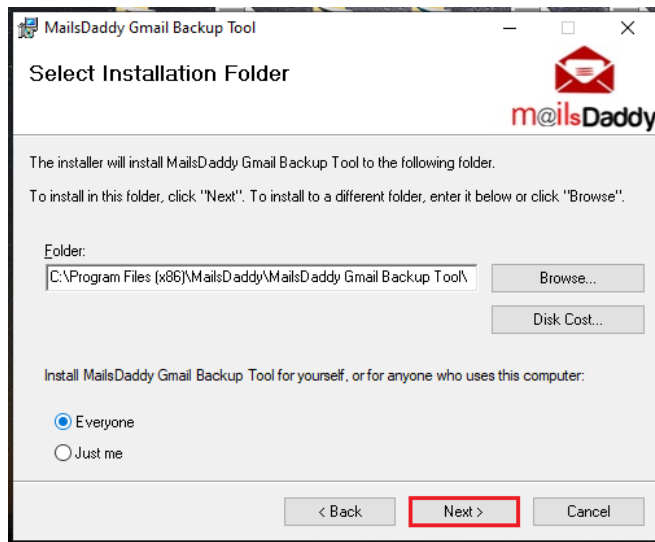 MailsDaddy Gmail Backup Tool
Select Installation Folder
m@ilsDaddy
The installer will install MailsDaddy Gmail Backup Tool to the following folder.
To install in this folder, click "Next". To install to a different folder, enter it below or click "Browse".
Folder:
C:\Program Files (x86)\MailsDaddy\MailsDaddy Gmail Backup Tool\
Browse...
Disk Cost...
Install MailsDaddy Gmail Backup Tool for yourself, or for anyone who uses this computer:
Everyone
Just me
< Back Next > Cancel